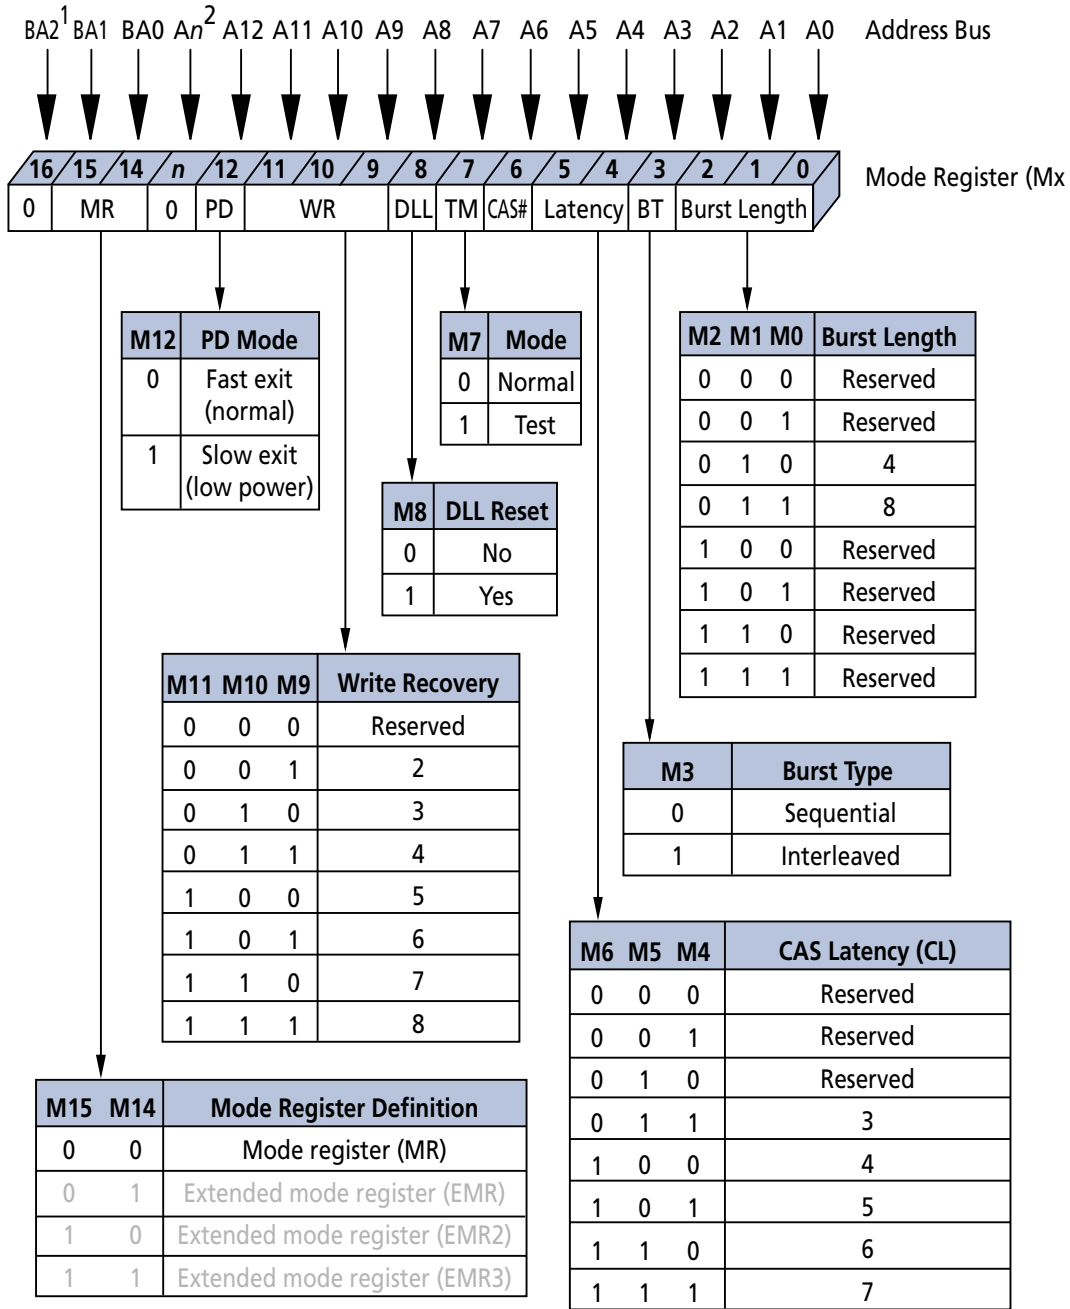 BA2¹ BA1 BA0 An² A12 A11 A10 A9 A8 A7 A6 A5 A4 A3 A2 A1 A0 Address Bus
16 15 14 n 12 11 10 9 8 7 6 5 4 3 2 1 0
Mode Register (Mx
0 MR 0 PD WR DLL TM CAS# Latency BT Burst Length
M12 PD Mode
0 Fast exit
(normal)
1 Slow exit
(low power)
M7 Mode
0 Normal
1 Test
M2 M1 M0 Burst Length
0 0 0 Reserved
0 0 1 Reserved
0 1 0 4
0 1 1 8
1 0 0 Reserved
1 0 1 Reserved
1 1 0 Reserved
1 1 1 Reserved
M8 DLL Reset
0 No
1 Yes
M11 M10 M9 Write Recovery
0 0 0 Reserved
0 0 1 2
0 1 0 3
0 1 1 4
1 0 0 5
1 0 1 6
1 1 0 7
1 1 1 8
M3 Burst Type
0 Sequential
1 Interleaved
M6 M5 M4 CAS Latency (CL)
0 0 0 Reserved
0 0 1 Reserved
0 1 0 Reserved
0 1 1 3
1 0 0 4
1 0 1 5
1 1 0 6
1 1 1 7
M15 M14 Mode Register Definition
0 0 Mode register (MR)
0 1 Extended mode register (EMR)
1 0 Extended mode register (EMR2)
1 1 Extended mode register (EMR3)